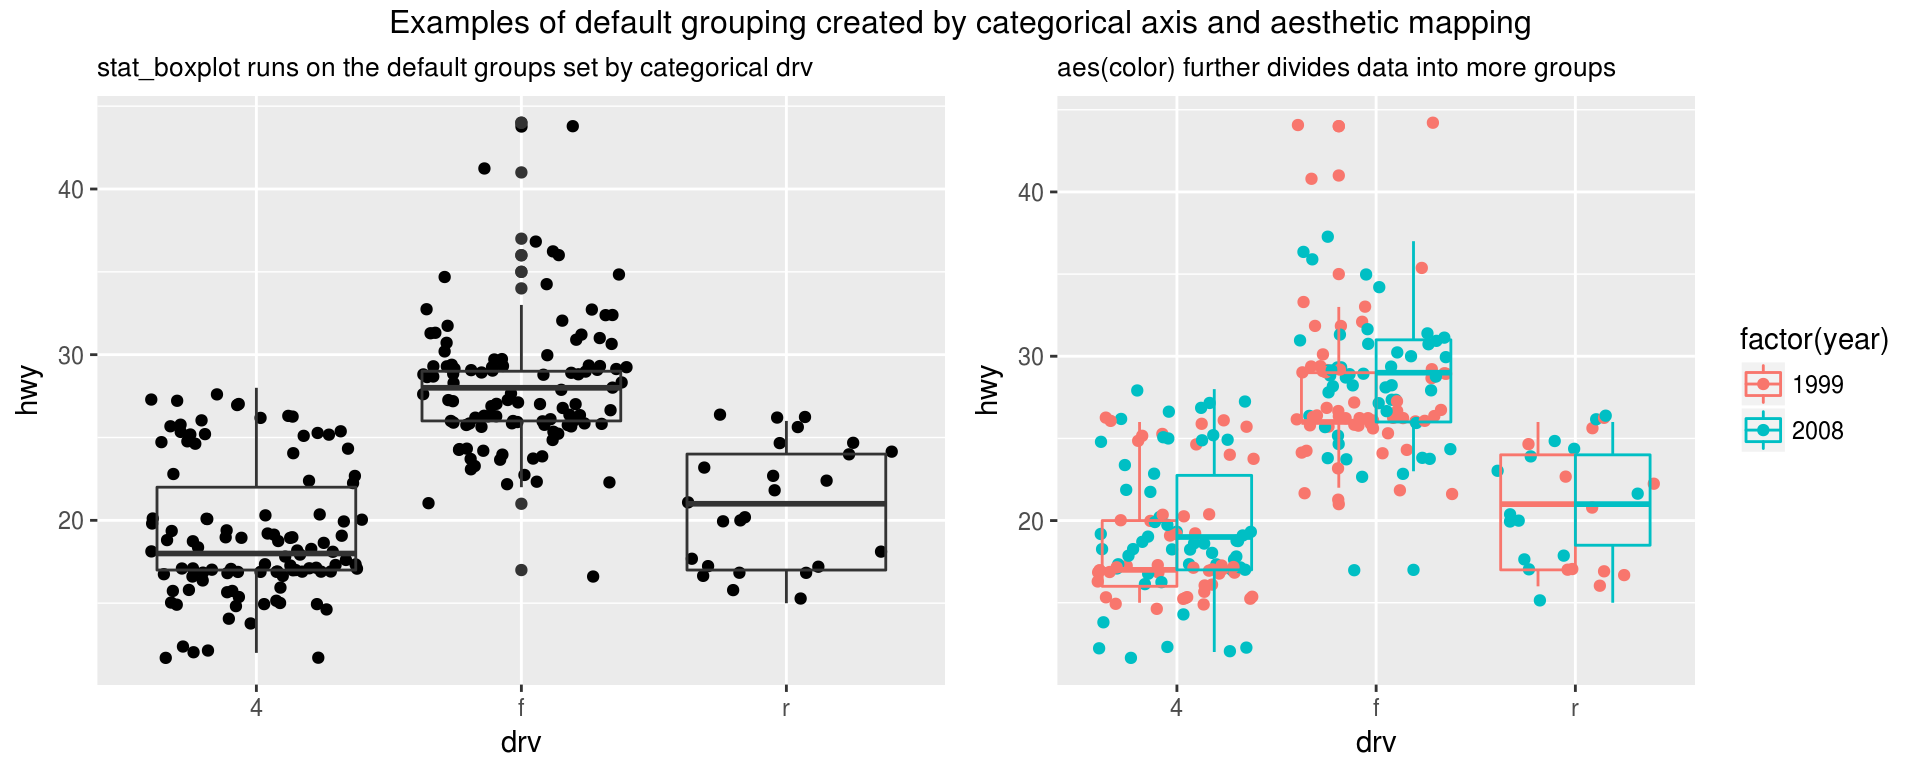 Examples of default grouping created by categorical axis and aesthetic mapping
stat_boxplot runs on the default groups set by categorical drv
hwy
40
30
20
4 f r
drv
aes(color) further divides data into more groups
hwy
40
30
20
4 f r
drv
factor(year)
1999
2008